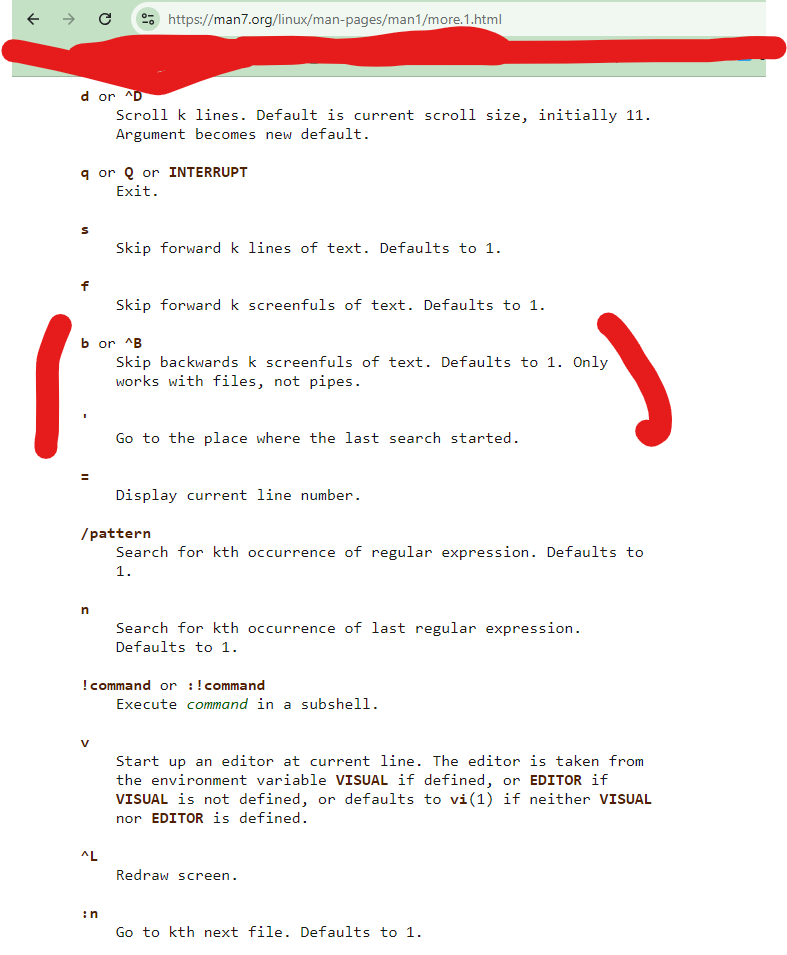 https://man7.org/linux/man-pages/man1/more.1.html
d or ^D
Scroll k lines. Default is current scroll size, initially 11.
Argument becomes new default.
q or Q or INTERRUPT
Exit.
s
Skip forward k lines of text. Defaults to 1.
f
Skip forward k screenfuls of text. Defaults to 1.
b or ^B
Skip backwards k screenfuls of text. Defaults to 1. Only
works with files, not pipes.
'
Go to the place where the last search started.
=
Display current line number.
/pattern
Search for kth occurrence of regular expression. Defaults to
1.
n
Search for kth occurrence of last regular expression.
Defaults to 1.
!command or :!command
Execute command in a subshell.
v
Start up an editor at current line. The editor is taken from
the environment variable VISUAL if defined, or EDITOR if
VISUAL is not defined, or defaults to vi(1) if neither VISUAL
nor EDITOR is defined.
^L
Redraw screen.
:n
Go to kth next file. Defaults to 1.